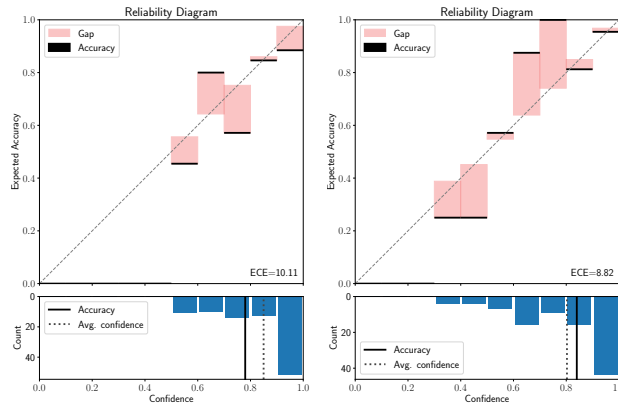 Reliability Diagram
Gap
Accuracy
Expected Accuracy
1.0
0.8
0.6
0.4
0.2
0.0
ECE=10.11
Accuracy
Avg. confidence
Count
0
20
40
0.0 0.2 0.4 0.6 0.8 1.0
Confidence
Reliability Diagram
Gap
Accuracy
Expected Accuracy
1.0
0.8
0.6
0.4
0.2
0.0
ECE=8.82
Accuracy
Avg. confidence
Count
0
20
40
0.0 0.2 0.4 0.6 0.8 1.0
Confidence